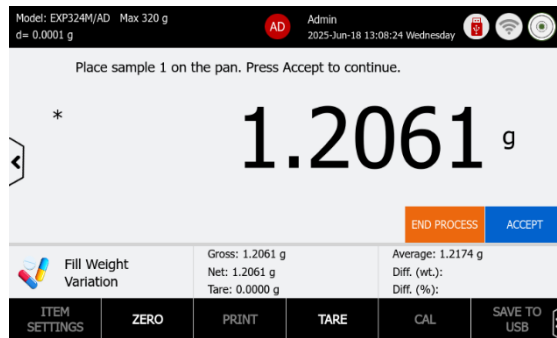 Model: EXP324M/AD Max 320 g
d= 0.0001 g
AD
Admin
2025-Jun-18 13:08:24 Wednesday
Place sample 1 on the pan. Press Accept to continue.
*
1.2061 g
END PROCESS
ACCEPT
Fill Weight
Variation
Gross: 1.2061 g
Net: 1.2061 g
Tare: 0.0000 g
Average: 1.2174 g
Diff. (wt.):
Diff. (%):
ITEM
SETTINGS
ZERO
PRINT
TARE
CAL
SAVE TO
USB